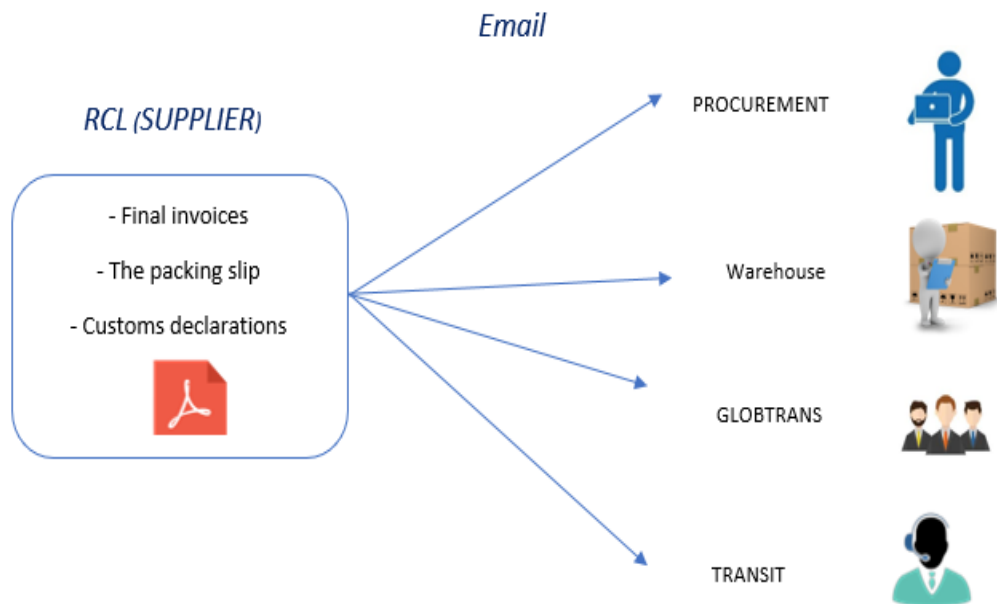 Email
RCL (SUPPLIER)
- Final invoices
- The packing slip
- Customs declarations
PROCUREMENT
Warehouse
GLOBTRANS
TRANSIT